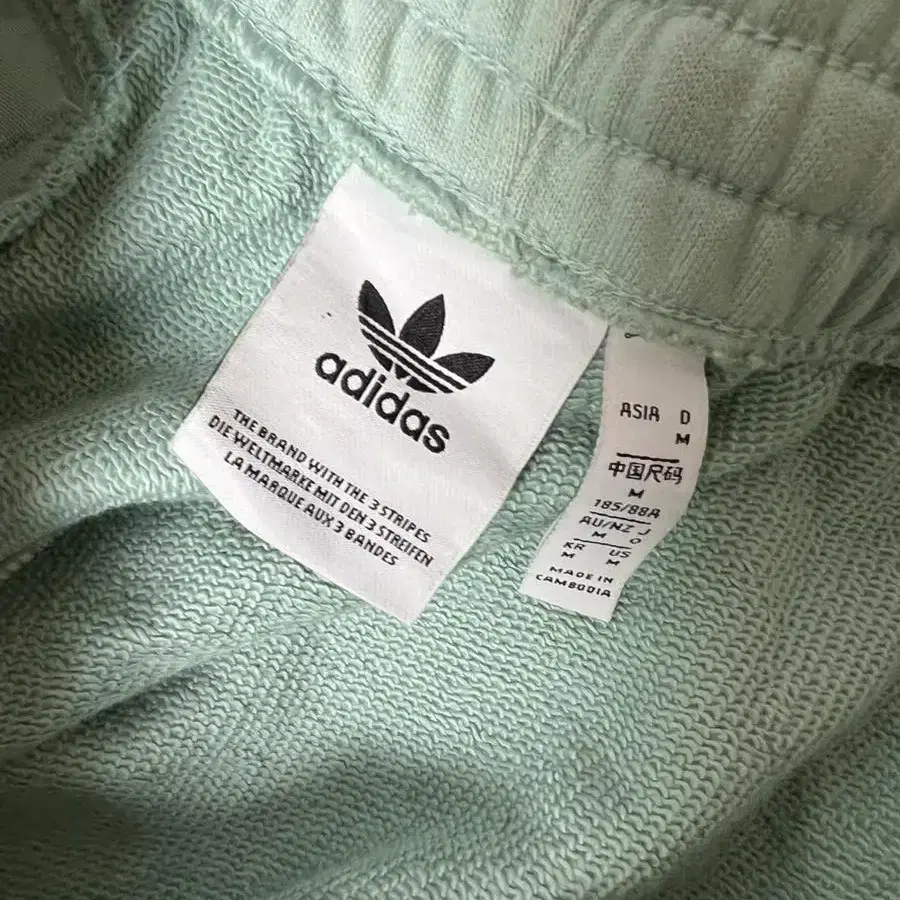 adidas
THE BRAND WITH THE 3 STRIPES
DIE WELTMARKE MIT DEN 3 STREIFEN
LA MARQUE AUX 3 BANDES
ASIA D
M
中国尺码
M
185/88A
AU/NZ J
M O
KR US
M M
MADE IN
CAMBODIA